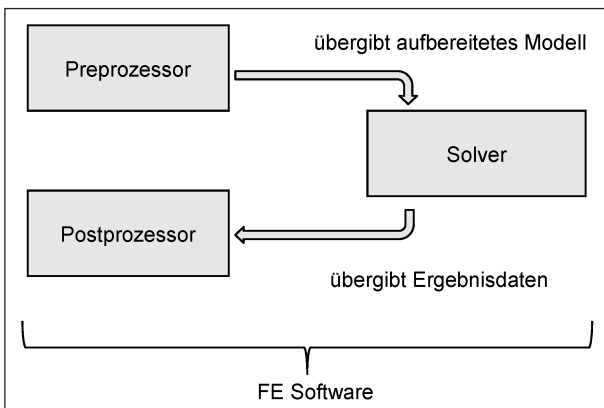 Preprozessor
übergibt aufbereitetes Modell
Solver
Postprozessor
übergibt Ergebnisdaten
FE Software